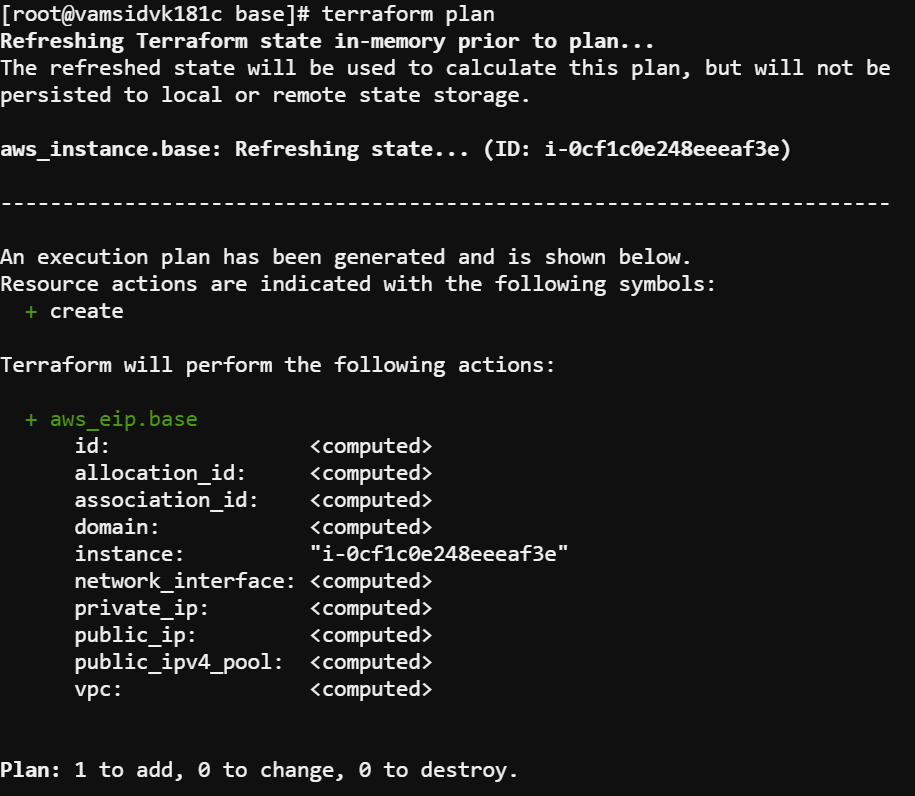 [root@vamsidvk181c base]# terraform plan
Refreshing Terraform state in-memory prior to plan...
The refreshed state will be used to calculate this plan, but will not be
persisted to local or remote state storage.
aws_instance.base: Refreshing state... (ID: i-0cf1c0e248eeeaf3e)
------------------------------------------------------------------------
An execution plan has been generated and is shown below.
Resource actions are indicated with the following symbols:
  + create
Terraform will perform the following actions:
  + aws_eip.base
      id:                <computed>
      allocation_id:     <computed>
      association_id:    <computed>
      domain:            <computed>
      instance:          "i-0cf1c0e248eeeaf3e"
      network_interface: <computed>
      private_ip:        <computed>
      public_ip:         <computed>
      public_ipv4_pool:  <computed>
      vpc:               <computed>
Plan: 1 to add, 0 to change, 0 to destroy.